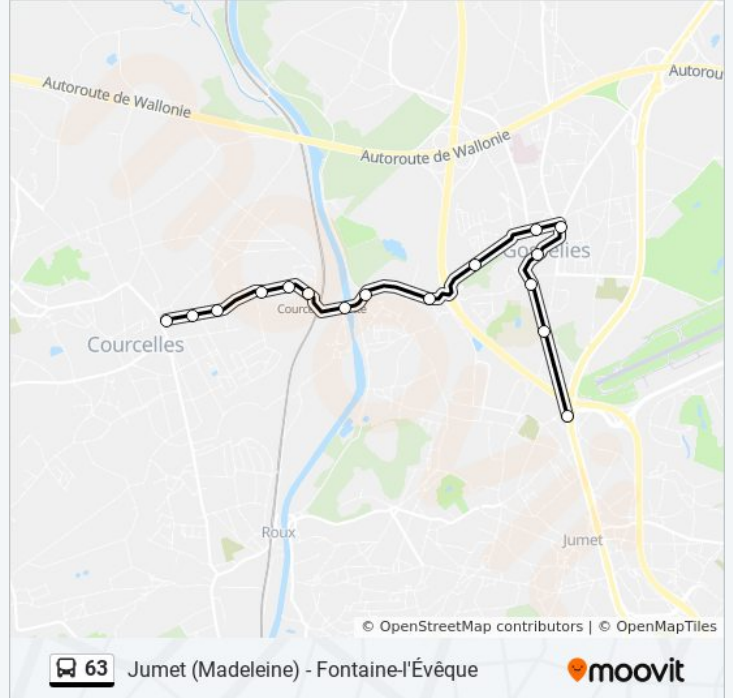 Autoroute de Wallonie
Autorou
Autoroute de Wallonie
Gosselies
Courcelles
Roux
Jumet
© OpenStreetMap contributors | © OpenMapTiles
63 Jumet (Madeleine) - Fontaine-l'Évêque
moovit